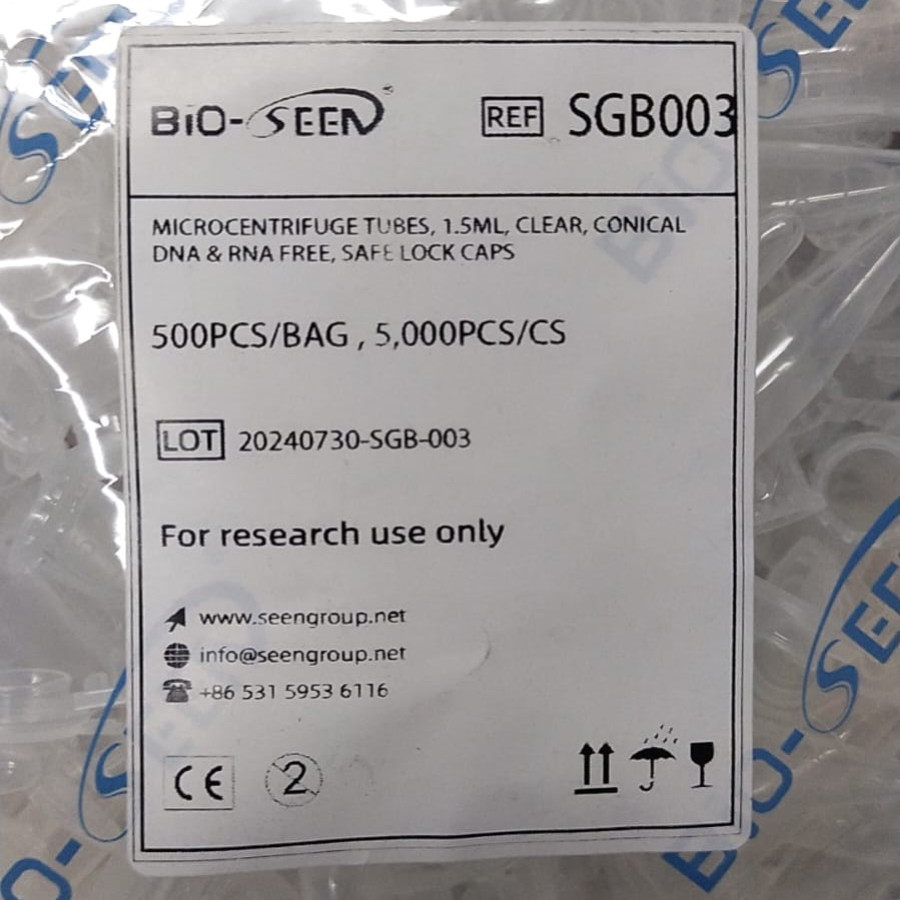 BiO-SEEN
REF SGB003
MICROCENTRIFUGE TUBES, 1.5ML, CLEAR, CONICAL
DNA & RNA FREE, SAFE LOCK CAPS
500PCS/BAG , 5,000PCS/CS
LOT 20240730-SGB-003
For research use only
www.seengroup.net
info@seengroup.net
+86 531 5953 6116
CE 2
BIO-SEE